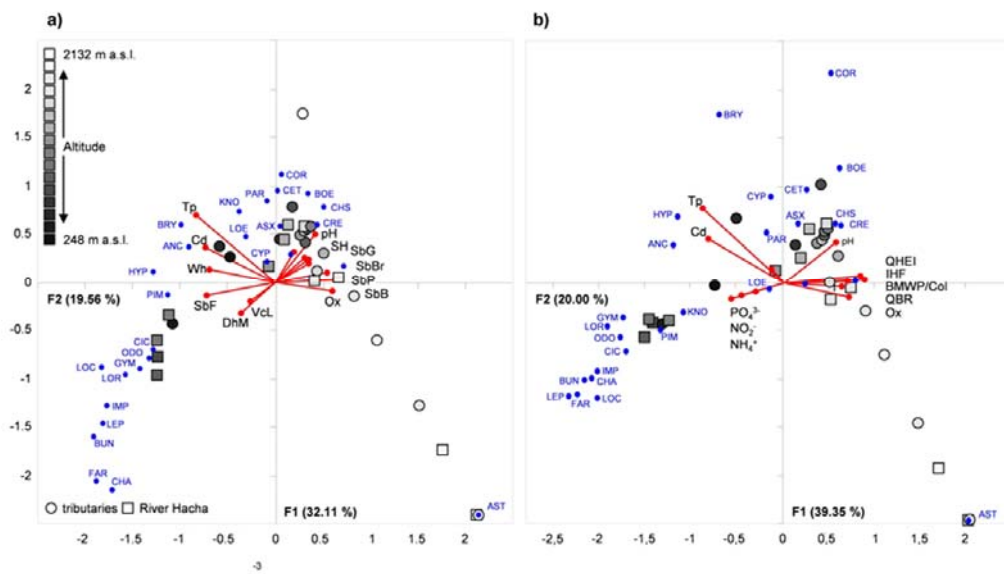 a)
b)
2132 m a.s.l.
Altitude
248 m a.s.l.
2
1.5
1
0.5
0
-0.5
-1
-1.5
-2
COR
PAR CET BOE
KNO CHS
Tp
BRY LOE ASX CRE
pH
ANC Cd CYP SH SbG
HYP Wh SbBr
SbP
F2 (19.56 %) PIM SbF Ox SbB
VcL
DhM
CIC
ODO
LOC GYM
LOR
IMP
LEP
BUN
FAR
CHA
AST
tributaries River Hacha
F1 (32.11 %)
-2 -1.5 -1 -0.5 0 0.5 1 1.5 2
-3
COR
BRY
BOE
CET
CYP
Tp
HYP ASX CHS
CRE
Cd PAR
ANC pH
QHEI
LOE IHF
BMWP/Col
F2 (20.00 %) QBR
Ox
PO₄³⁻
NO₂⁻
NH₄⁺
KNO
GYM
LOR
ODO PIM
CIC
IMP
BUN CHA
LEP LOC
FAR
AST
F1 (39.35 %)
-2 -1.5 -1 -0.5 0 0,5 1 1,5 2